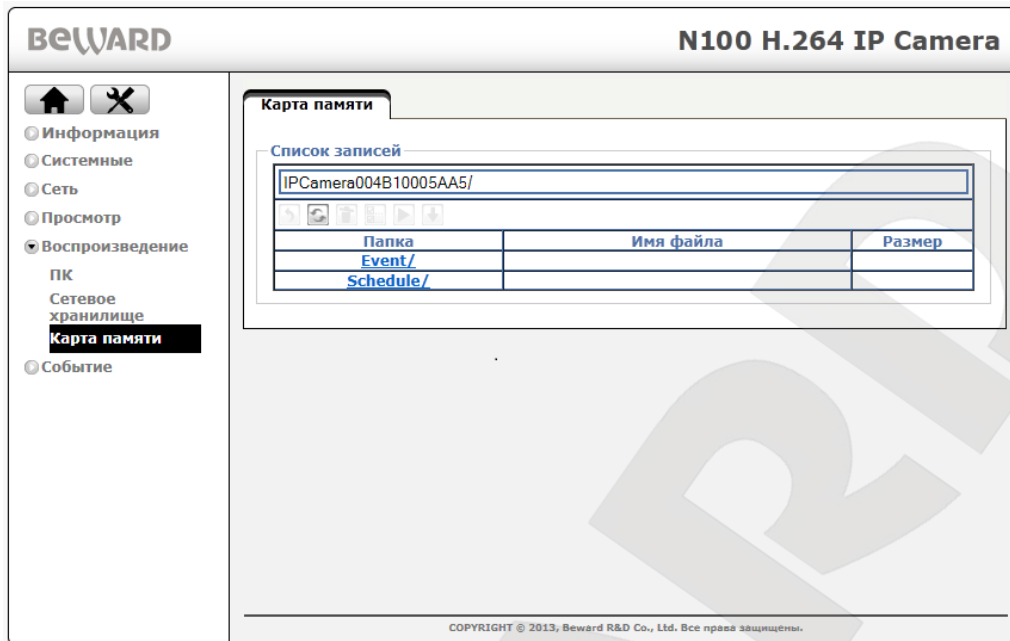 BEWARD
N100 H.264 IP Camera
Информация
Системные
Сеть
Просмотр
Воспроизведение
ПК
Сетевое
хранилище
Карта памяти
Событие
Карта памяти
Список записей
IPCamera004B10005AA5/
Папка Имя файла Размер
Event/
Schedule/
COPYRIGHT © 2013, Beward R&D Co., Ltd. Все права защищены.